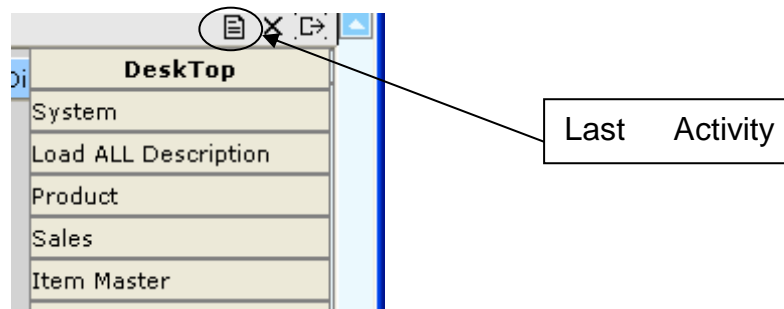 DeskTop
System
Load ALL Description
Product
Sales
Item Master
Last Activity